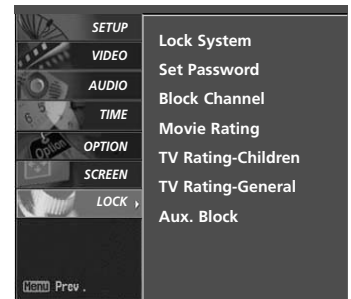 SETUP
VIDEO
AUDIO
TIME
OPTION
SCREEN
LOCK
Lock System
Set Password
Block Channel
Movie Rating
TV Rating-Children
TV Rating-General
Aux. Block
Menu Prev.